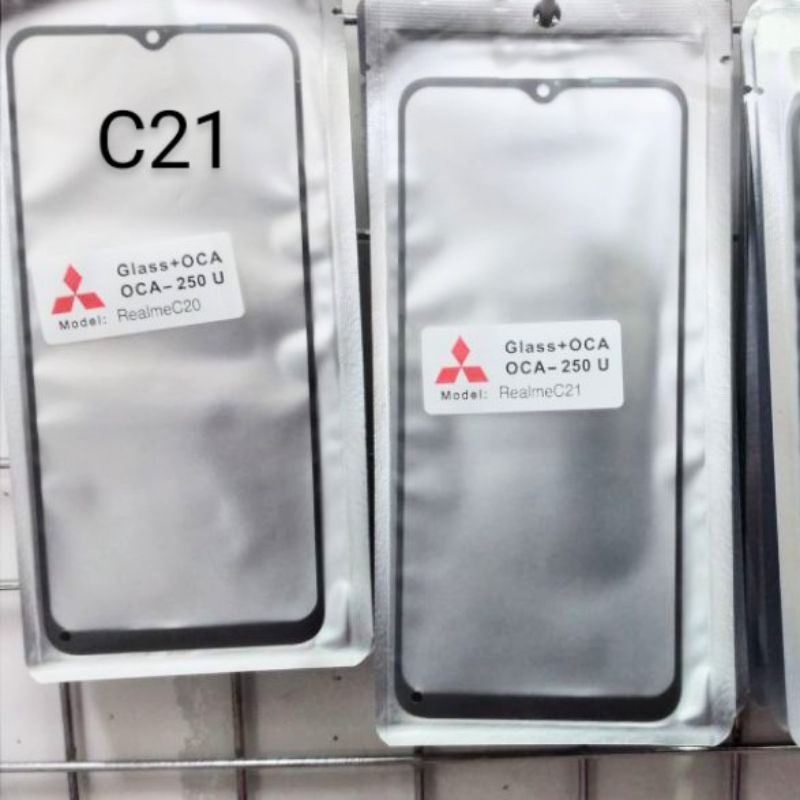 C21
Glass+OCA
OCA-250 U
Model: RealmeC20
Glass+OCA
OCA-250 U
Model: RealmeC21